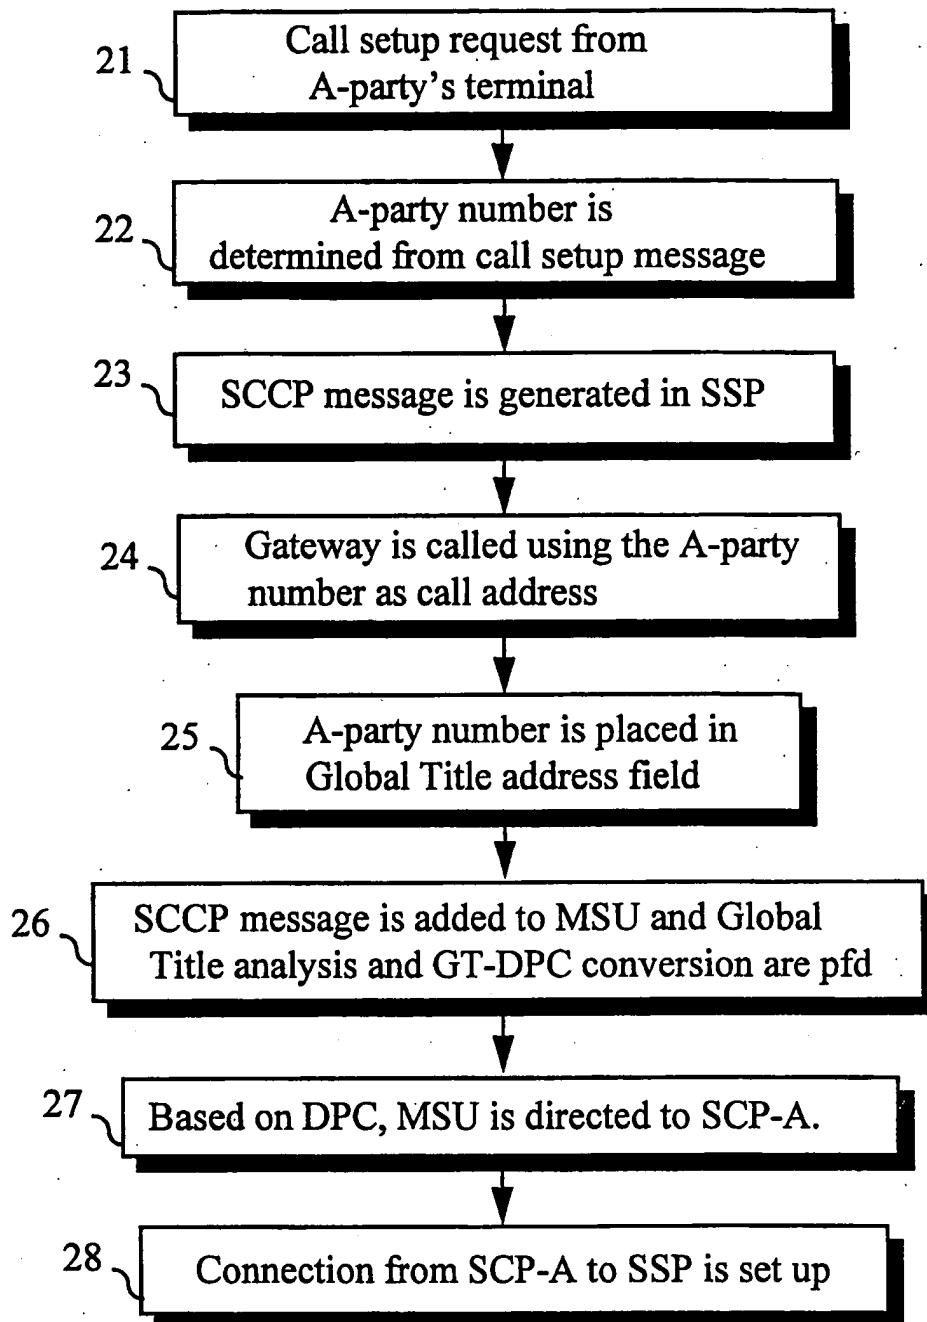 21
Call setup request from
A-party's terminal
22
A-party number is
determined from call setup message
23
SCCP message is generated in SSP
24
Gateway is called using the A-party
number as call address
25
A-party number is placed in
Global Title address field
26
SCCP message is added to MSU and Global
Title analysis and GT-DPC conversion are pfd
27
Based on DPC, MSU is directed to SCP-A.
28
Connection from SCP-A to SSP is set up